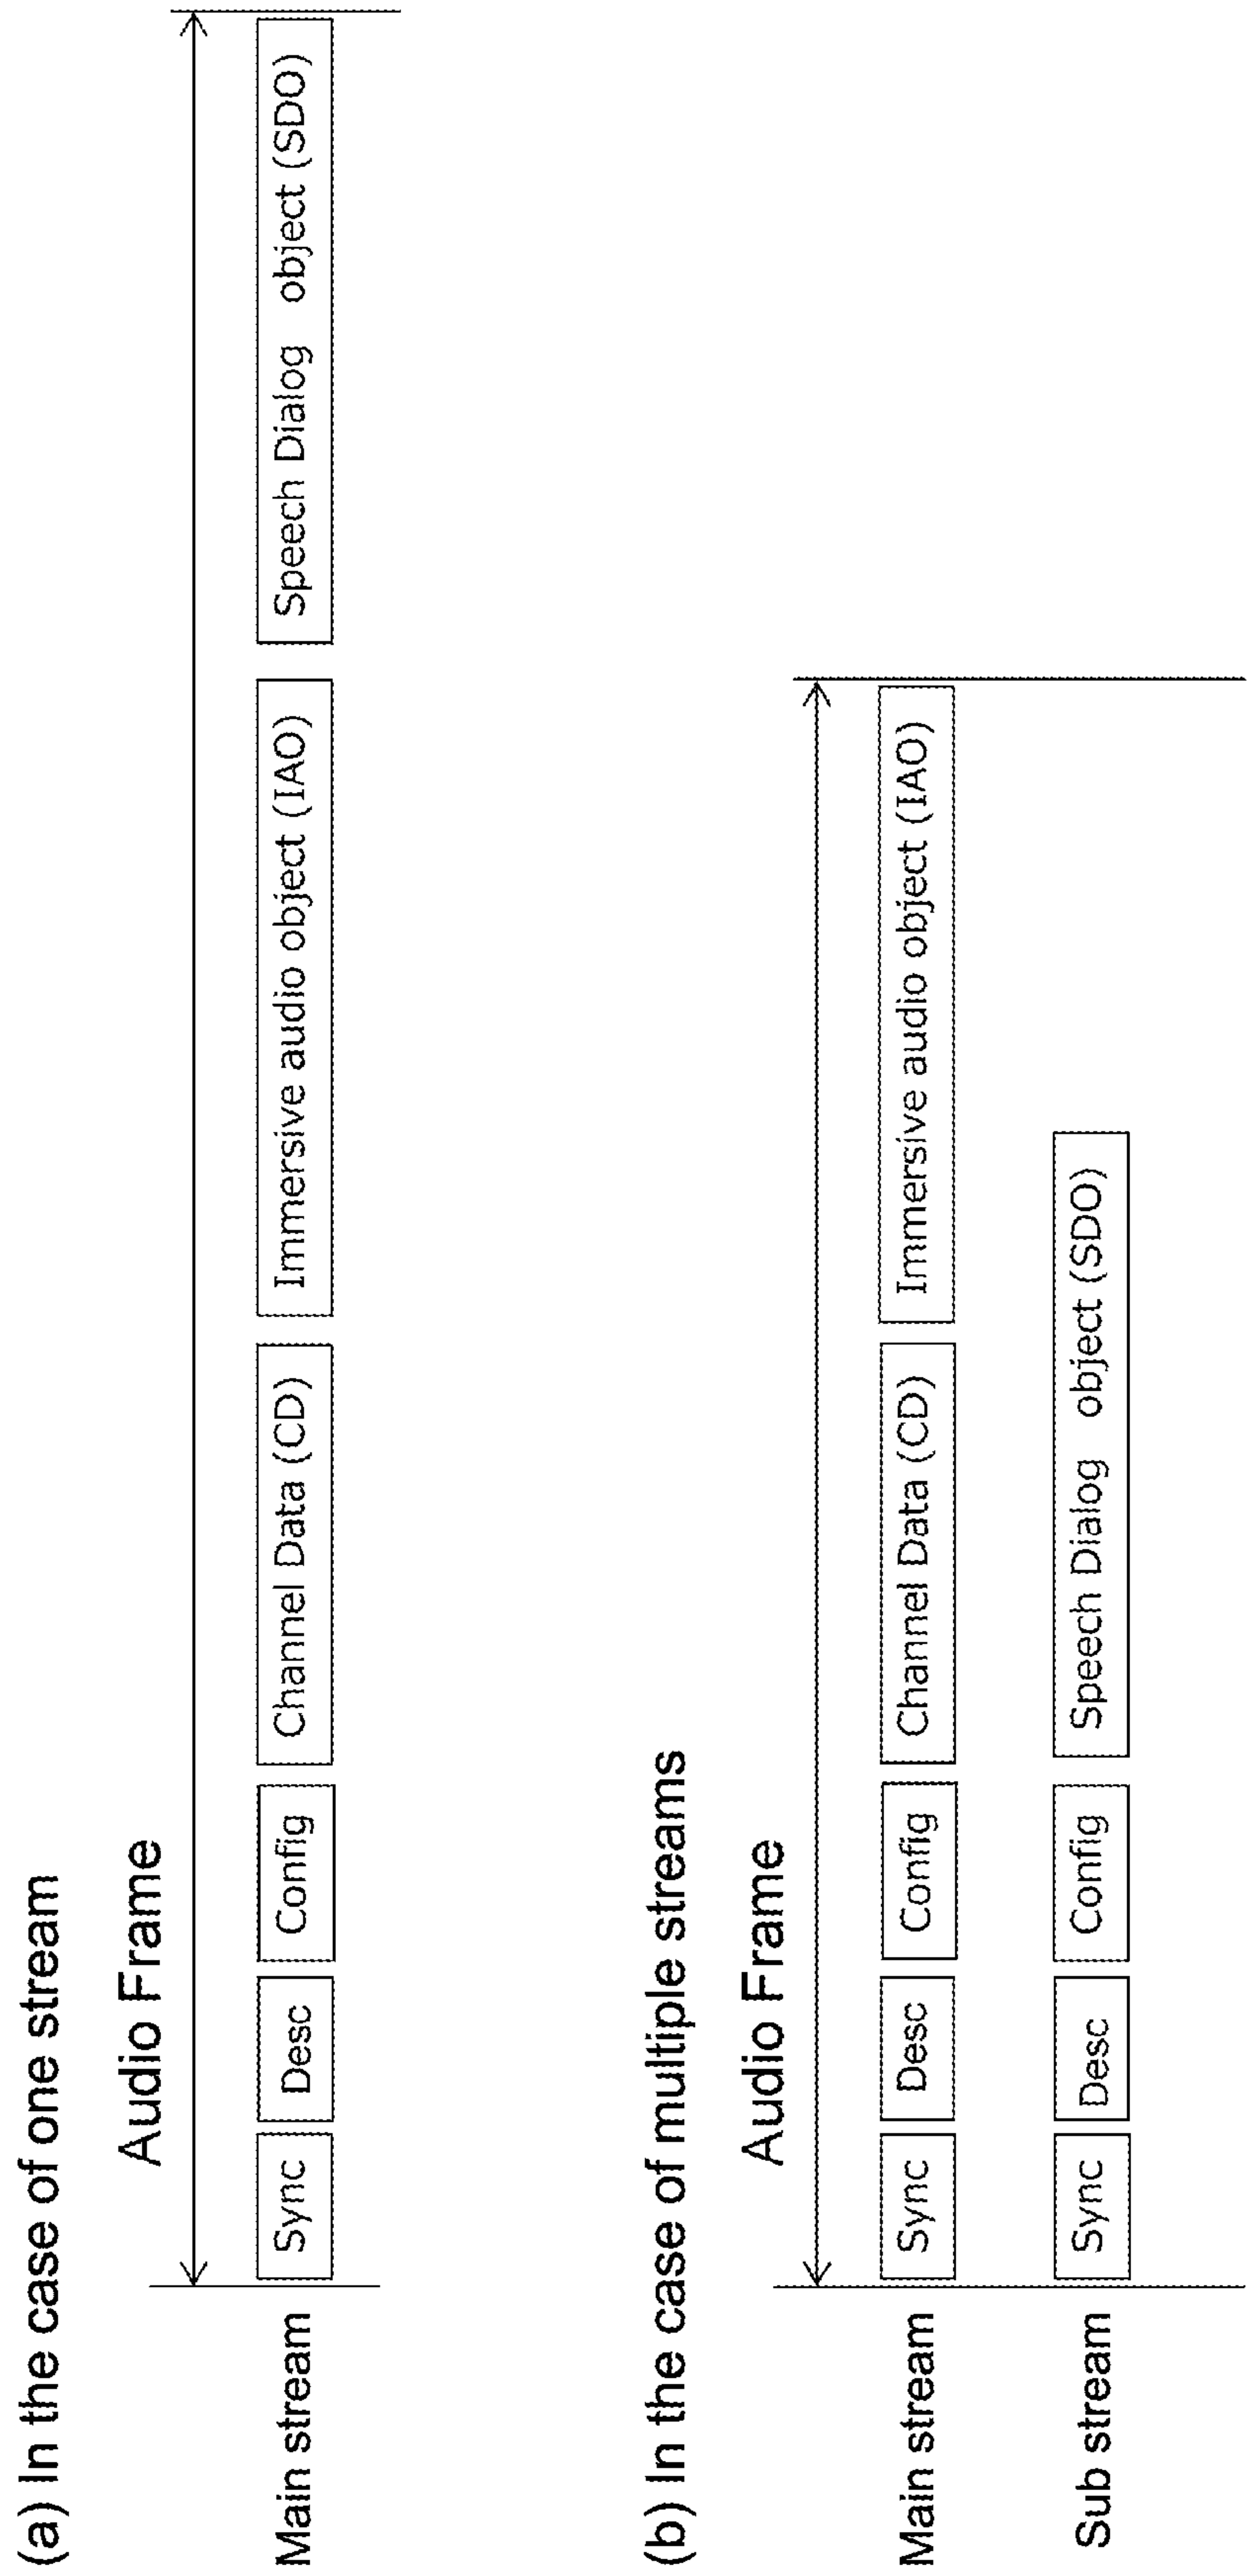 (a) In the case of one stream
Audio Frame
Main stream Sync Desc Config Channel Data (CD) Immersive audio object (IAO) Speech Dialog object (SDO)
(b) In the case of multiple streams
Audio Frame
Main stream Sync Desc Config Channel Data (CD) Immersive audio object (IAO)
Sub stream Sync Desc Config Speech Dialog object (SDO)